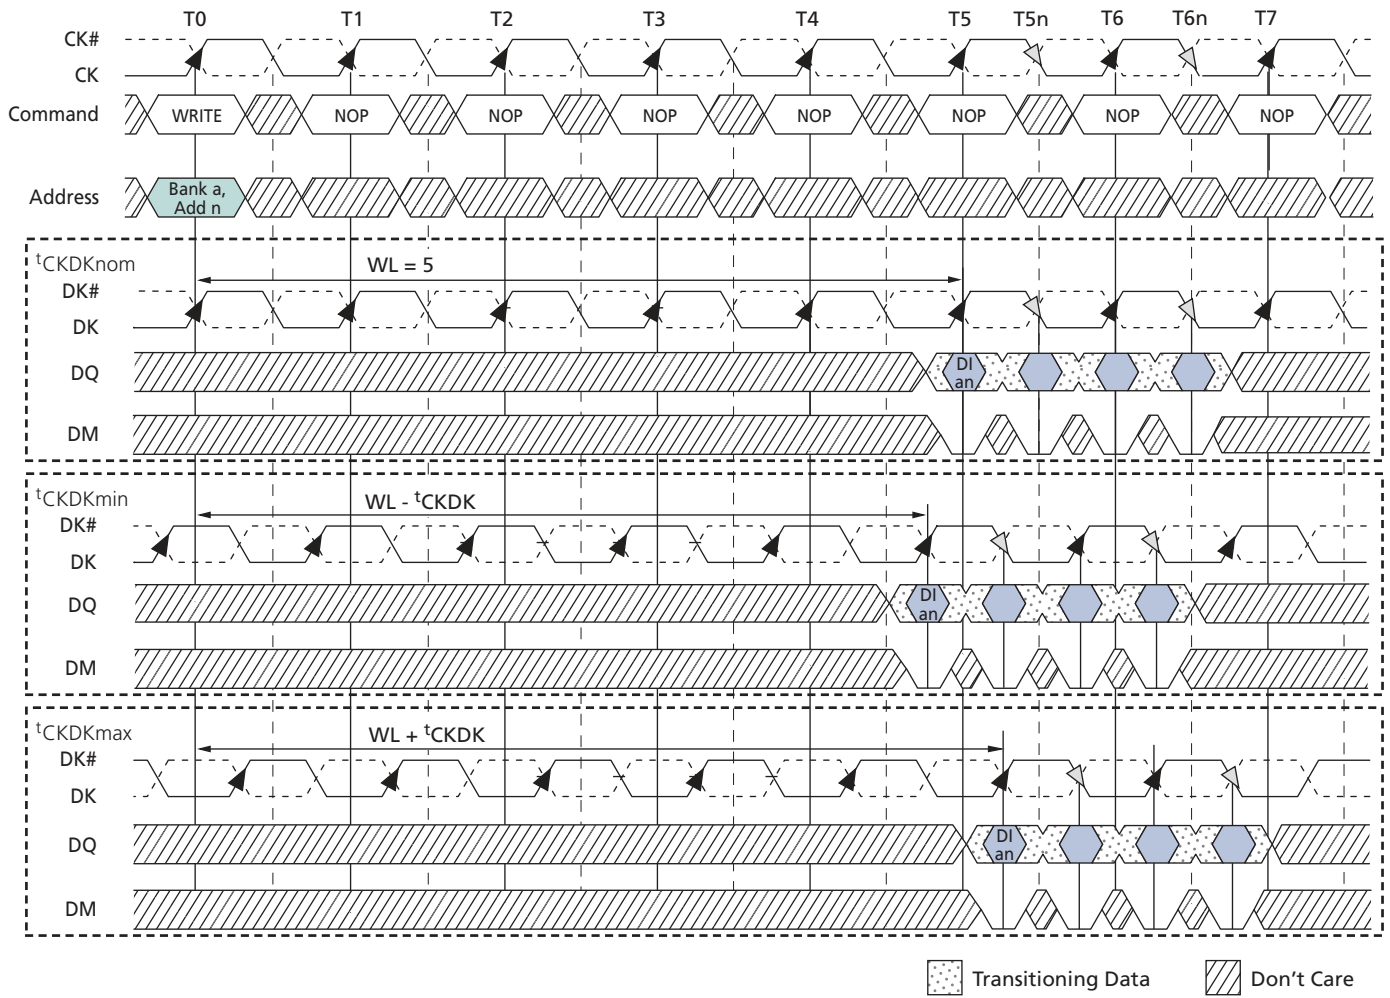 T0 T1 T2 T3 T4 T5 T5n T6 T6n T7
CK#
CK
Command WRITE NOP NOP NOP NOP NOP NOP NOP
Address Bank a,
Add n
tCKDKnom
WL = 5
DK#
DK
DQ DI
an
DM
tCKDKmin
WL - tCKDK
DK#
DK
DQ DI
an
DM
tCKDKmax
WL + tCKDK
DK#
DK
DQ DI
an
DM
Transitioning Data Don't Care